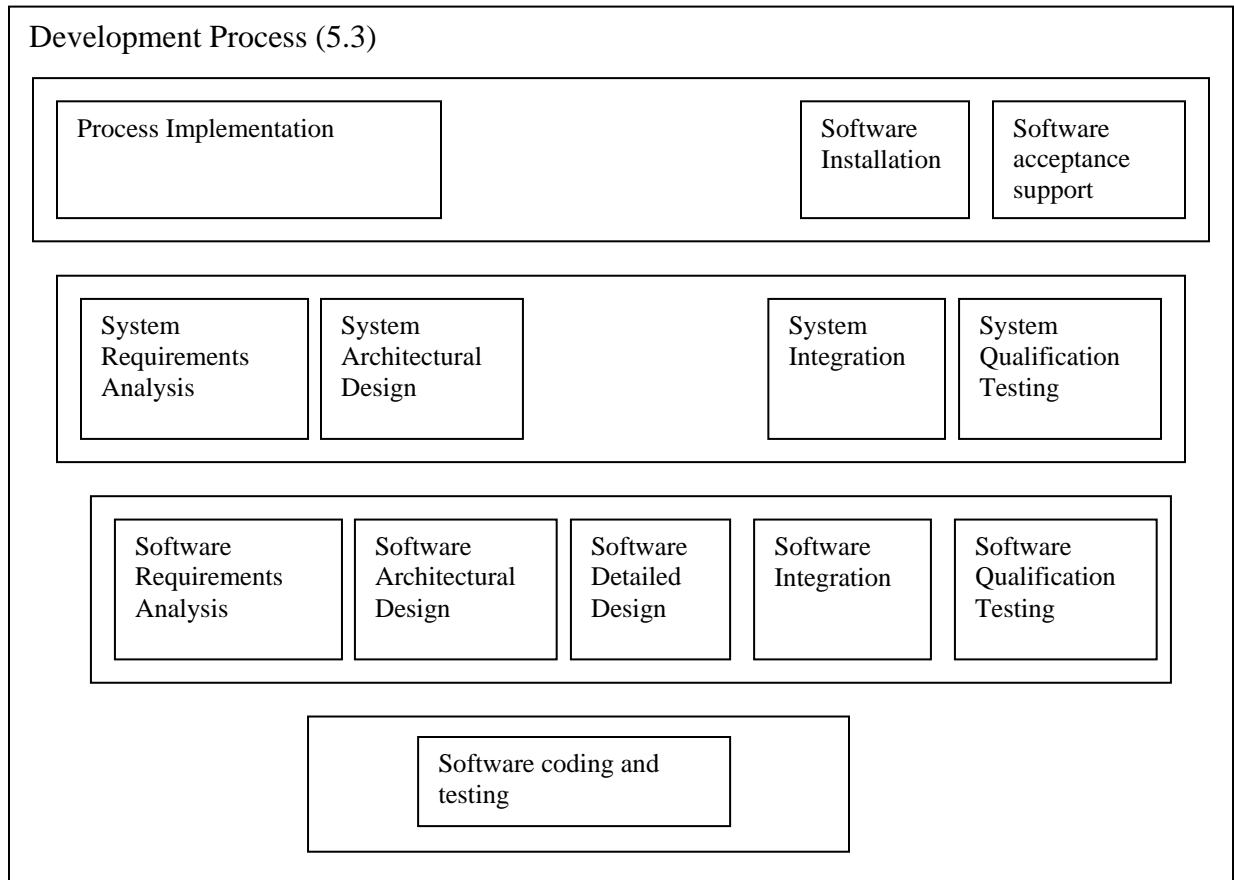 Development Process (5.3)
Process Implementation
Software
Installation
Software
acceptance
support
System
Requirements
Analysis
System
Architectural
Design
System
Integration
System
Qualification
Testing
Software
Requirements
Analysis
Software
Architectural
Design
Software
Detailed
Design
Software
Integration
Software
Qualification
Testing
Software coding and
testing